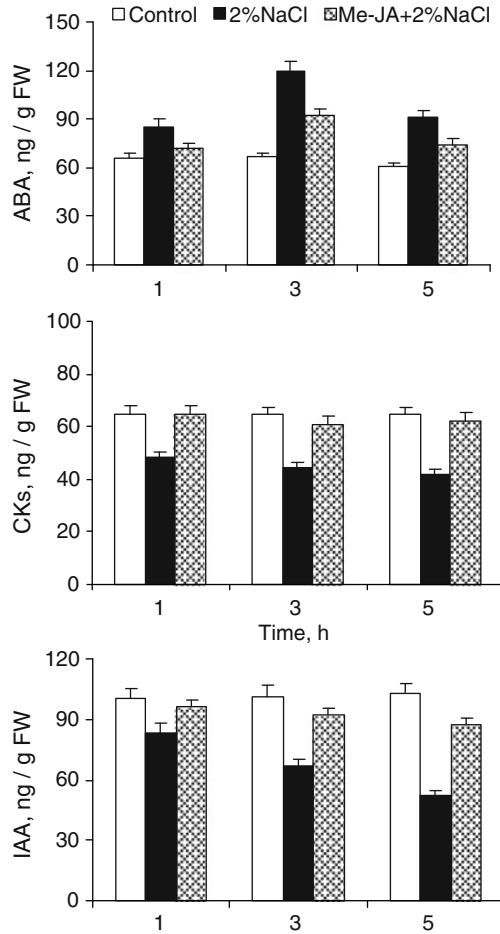 Control 2%NaCl Me-JA+2%NaCl
ABA, ng / g FW
150
120
90
60
30
0
1 3 5
CKs, ng / g FW
100
80
60
40
20
0
1 3 5
Time, h
IAA, ng / g FW
120
90
60
30
0
1 3 5